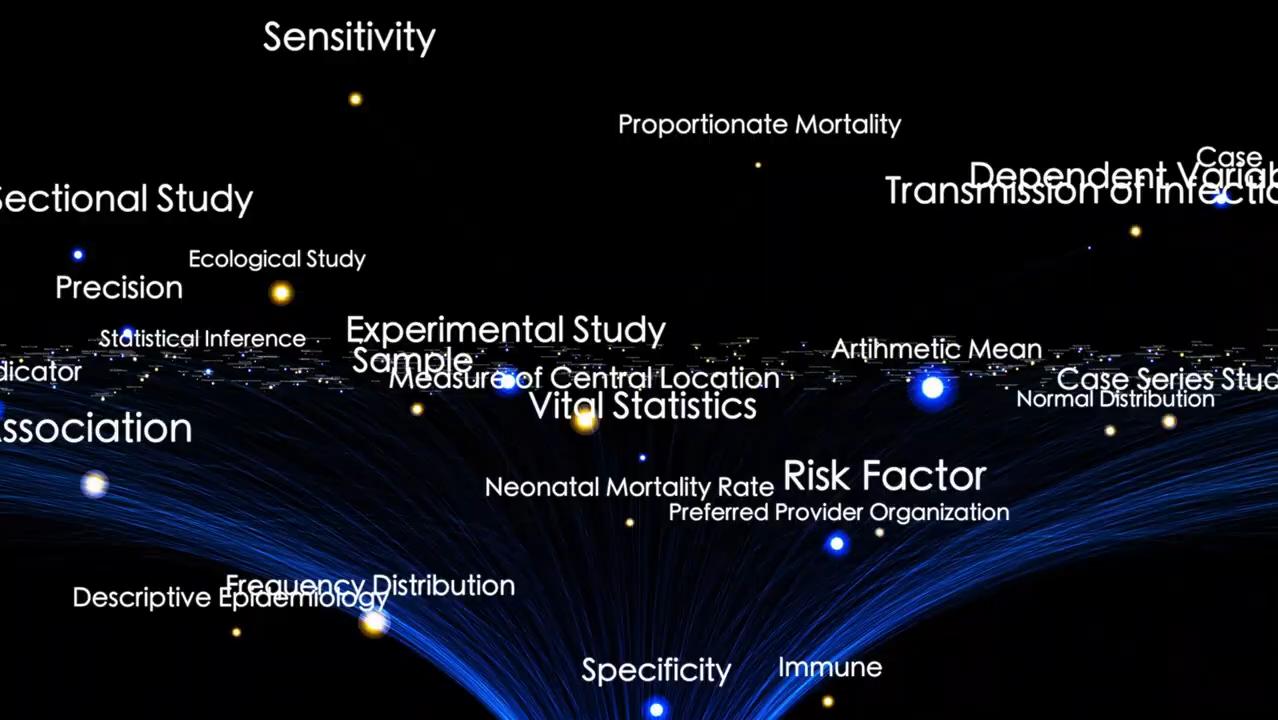 Sensitivity
Proportionate Mortality
Case
Dependent Variab
Transmission of Infectio
Sectional Study
Ecological Study
Precision
Experimental Study
Statistical Inference
Artihmetic Mean
Sample
dicator
Measure of Central Location
Case Series Stud
Normal Distribution
Vital Statistics
ssociation
Risk Factor
Neonatal Mortality Rate
Preferred Provider Organization
Frequency Distribution
Descriptive Epidemiology
Specificity
Immune